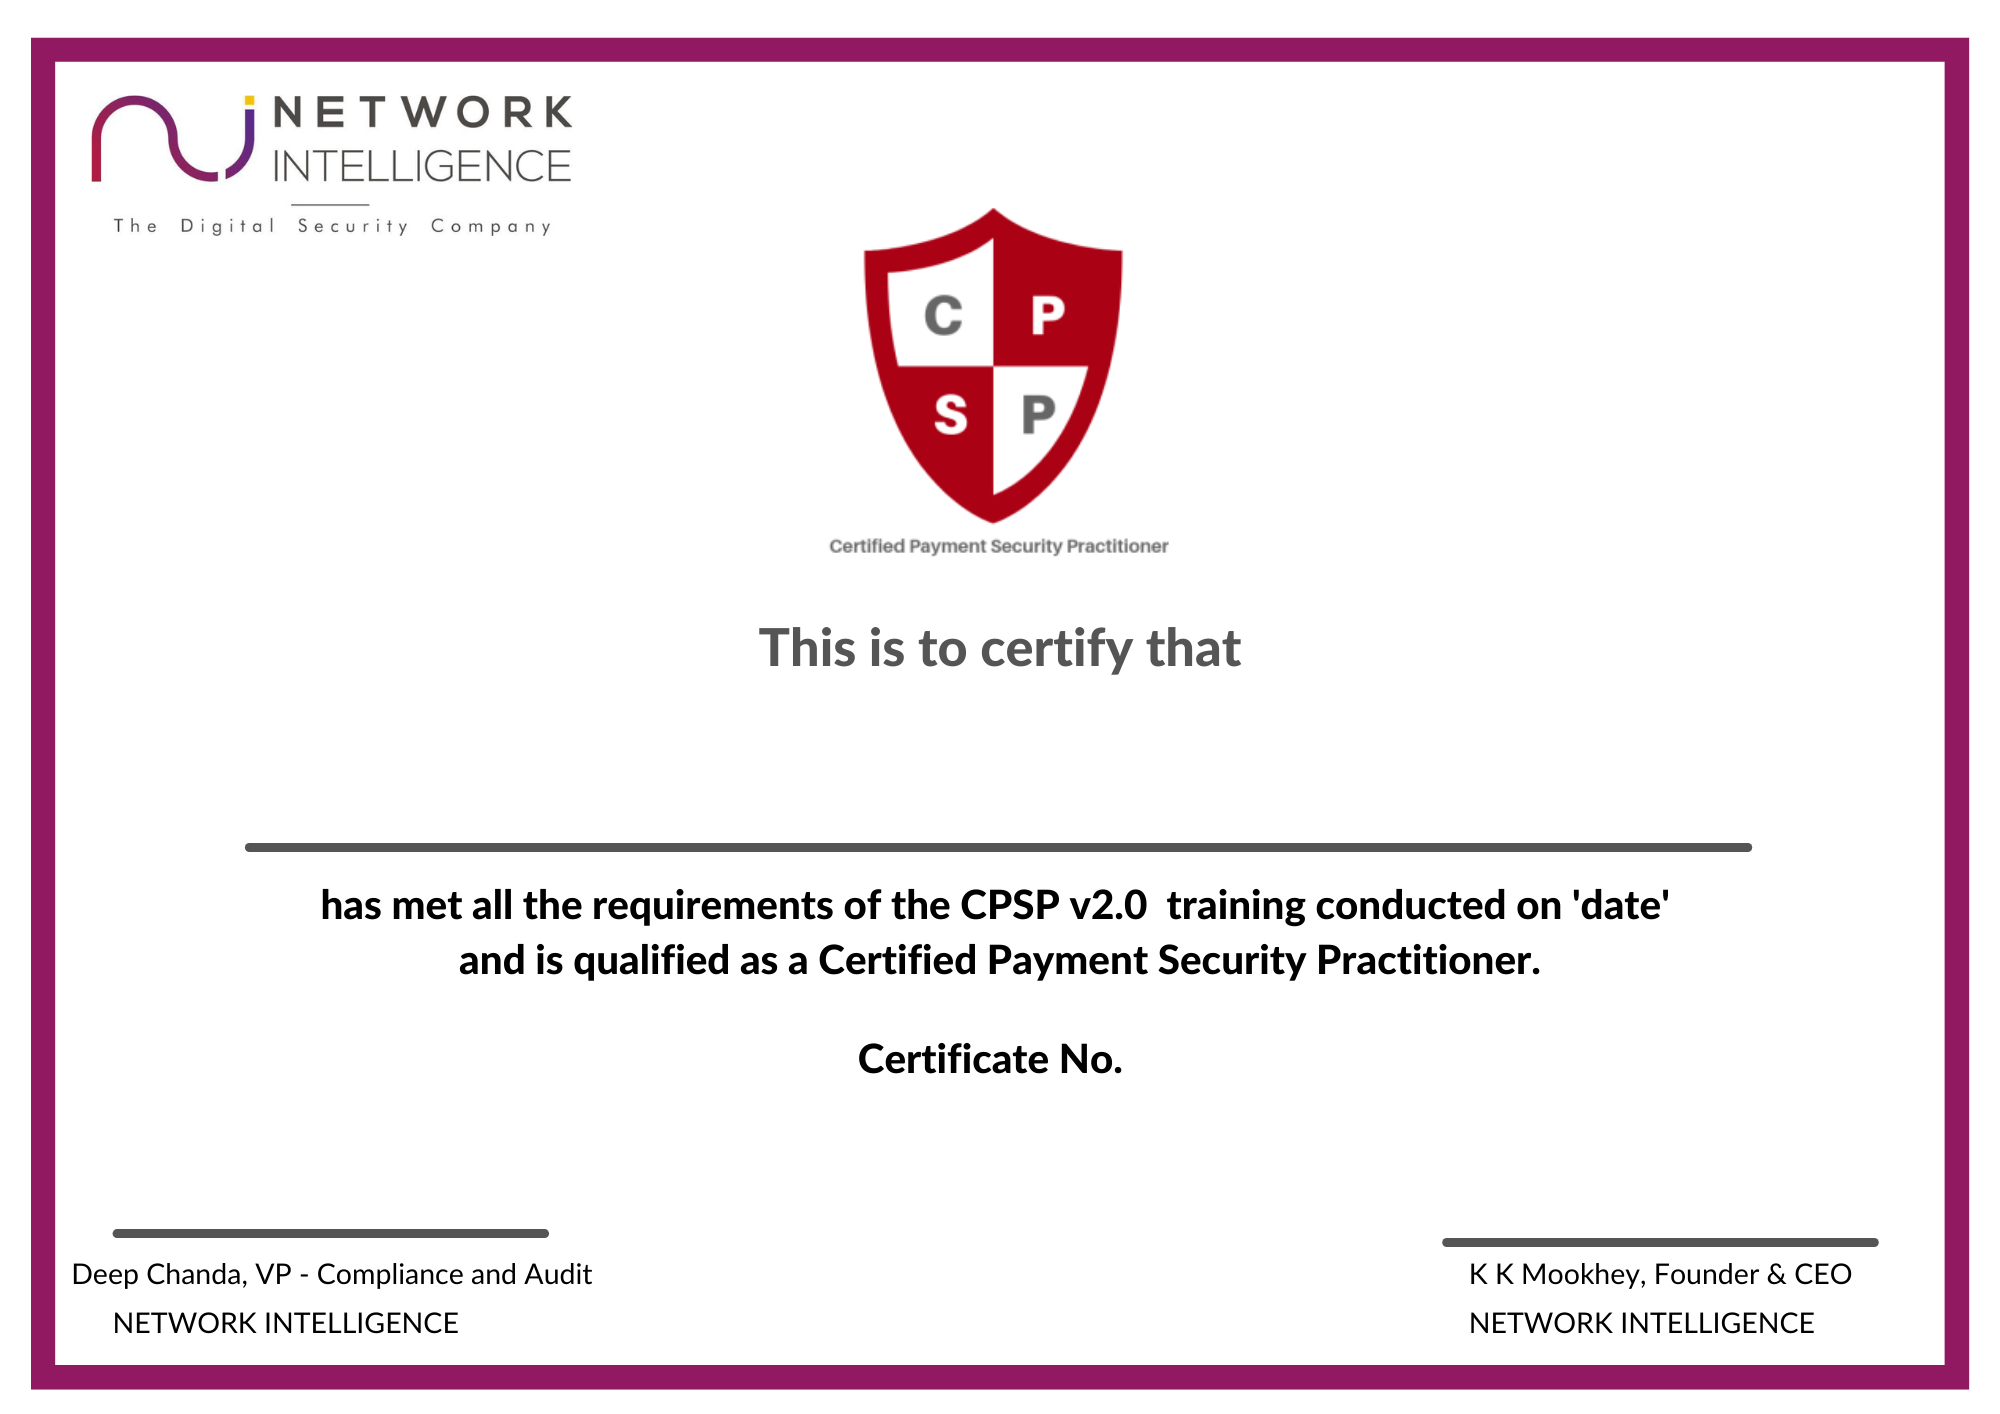 NETWORK
INTELLIGENCE
The Digital Security Company
C P
S P
Certified Payment Security Practitioner
This is to certify that
has met all the requirements of the CPSP v2.0  training conducted on 'date'
and is qualified as a Certified Payment Security Practitioner.
Certificate No.
Deep Chanda, VP - Compliance and Audit
NETWORK INTELLIGENCE
K K Mookhey, Founder & CEO
NETWORK INTELLIGENCE